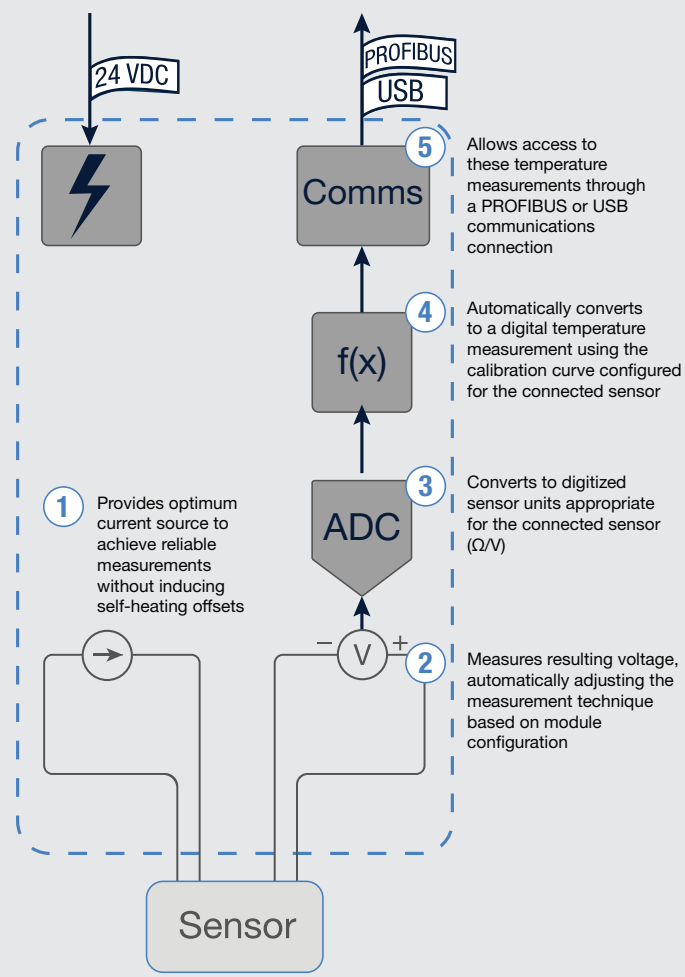 24 VDC
PROFIBUS
USB
Comms
5
Allows access to
these temperature
measurements through
a PROFIBUS or USB
communications
connection
f(x)
4
Automatically converts
to a digital temperature
measurement using the
calibration curve configured
for the connected sensor
ADC
3
Converts to digitized
sensor units appropriate
for the connected sensor
(Ω/V)
1
Provides optimum
current source to
achieve reliable
measurements
without inducing
self-heating offsets
− V +
2
Measures resulting voltage,
automatically adjusting the
measurement technique
based on module
configuration
Sensor